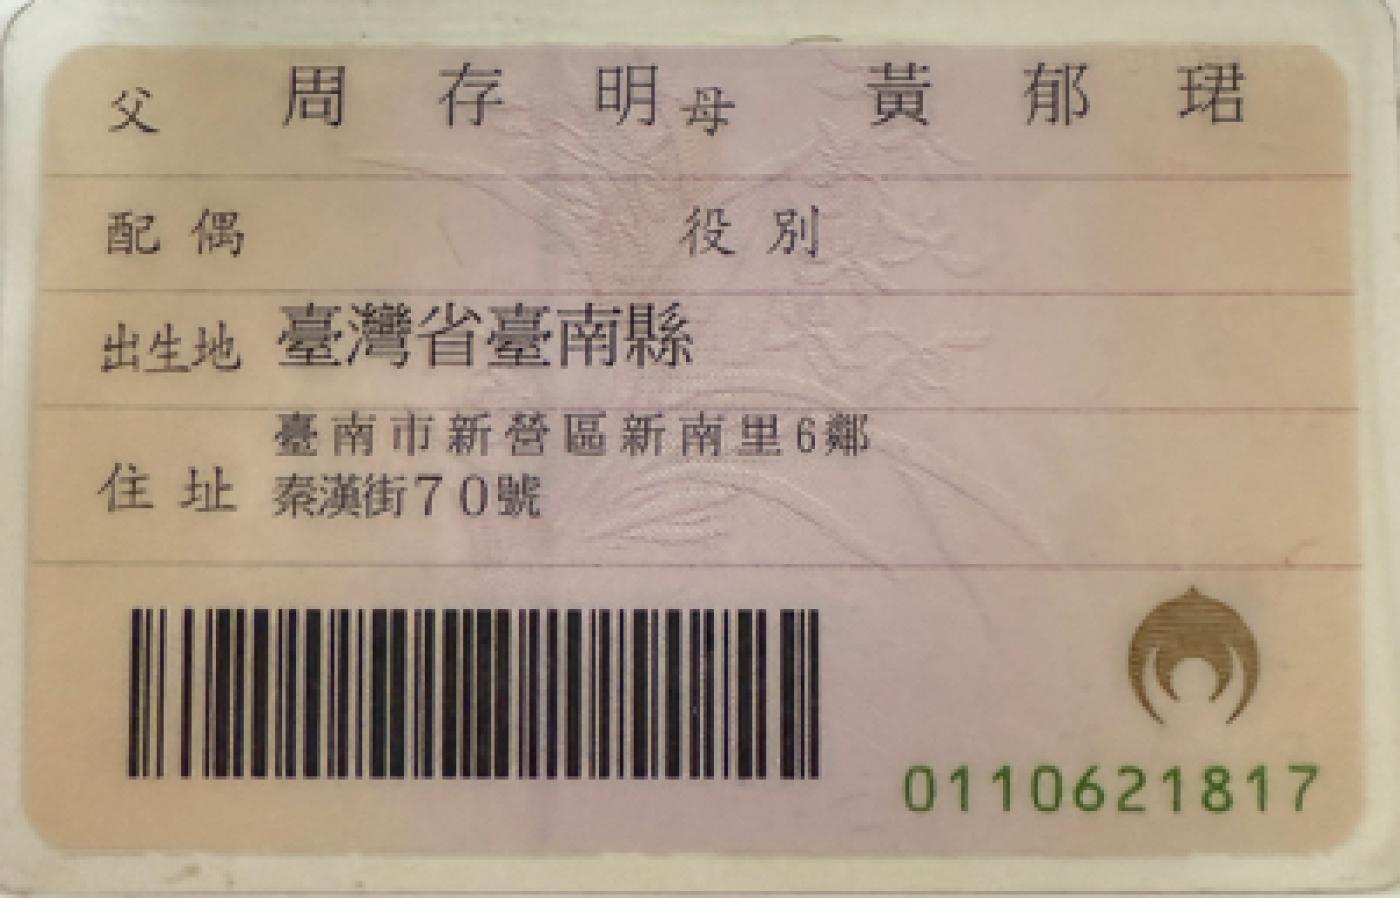 父 周存明 母 黃郁珺
配偶 役別
出生地 臺灣省臺南縣
住址 臺南市新營區新南里6鄰
秦漢街70號
0110621817